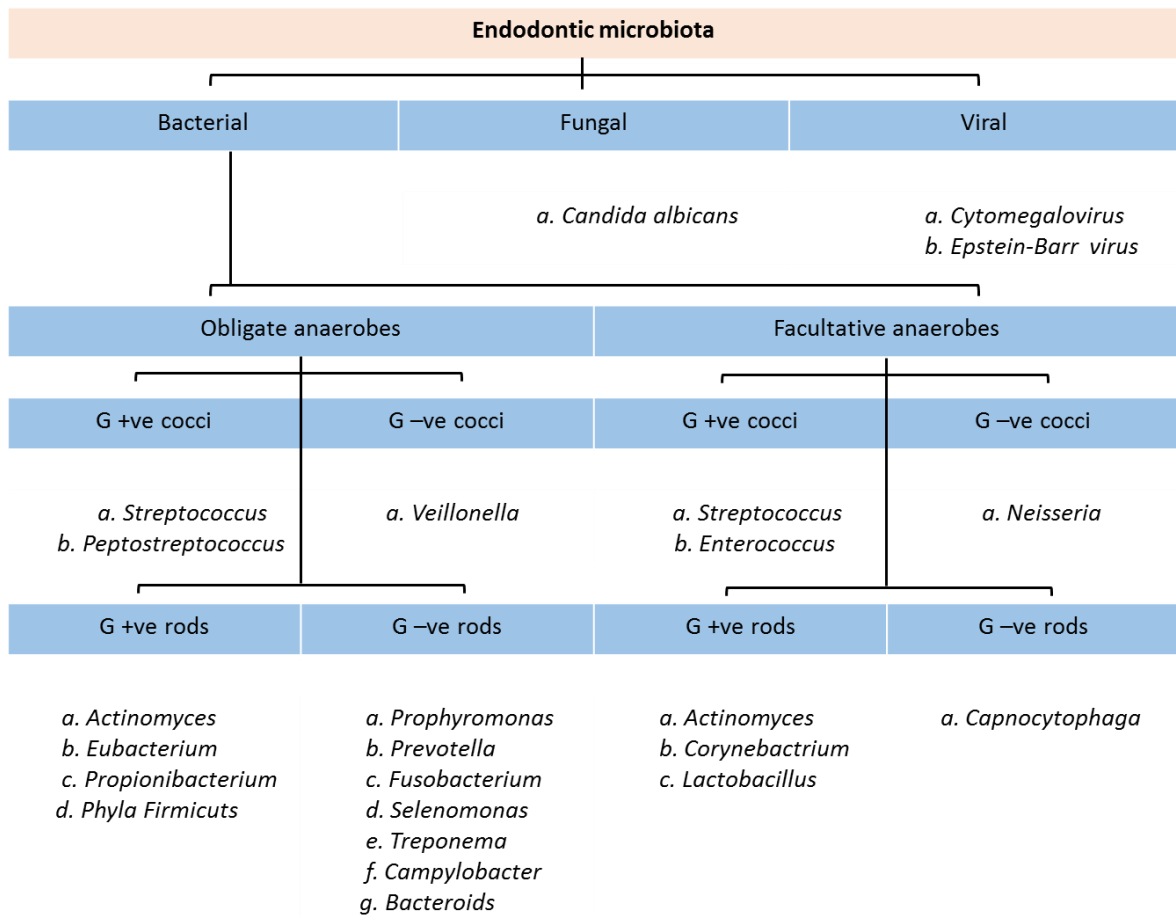 Endodontic microbiota
Bacterial
Fungal
Viral
a. Candida albicans
a. Cytomegalovirus
b. Epstein-Barr virus
Obligate anaerobes
Facultative anaerobes
G +ve cocci
G –ve cocci
G +ve cocci
G –ve cocci
a. Streptococcus
b. Peptostreptococcus
a. Veillonella
a. Streptococcus
b. Enterococcus
a. Neisseria
G +ve rods
G –ve rods
G +ve rods
G –ve rods
a. Actinomyces
b. Eubacterium
c. Propionibacterium
d. Phyla Firmicuts
a. Prophyromonas
b. Prevotella
c. Fusobacterium
d. Selenomonas
e. Treponema
f. Campylobacter
g. Bacteroids
a. Actinomyces
b. Corynebactrium
c. Lactobacillus
a. Capnocytophaga